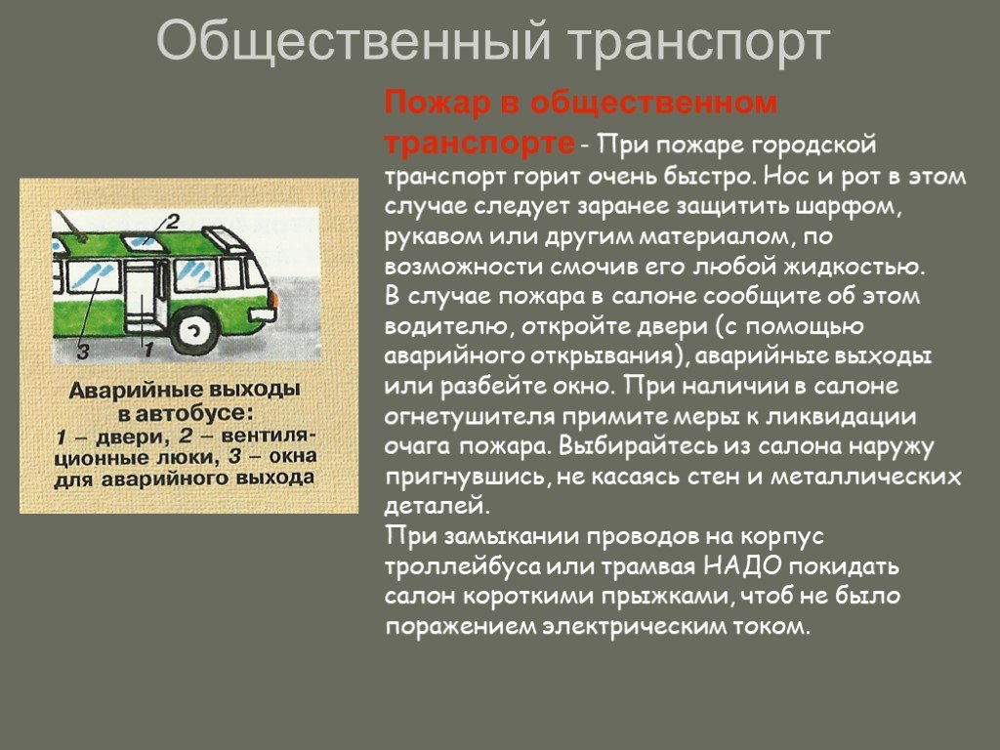 Общественный транспорт
Пожар в общественном
транспорте - При пожаре городской
транспорт горит очень быстро. Нос и рот в этом
случае следует заранее защитить шарфом,
рукавом или другим материалом, по
возможности смочив его любой жидкостью.
В случае пожара в салоне сообщите об этом
водителю, откройте двери (с помощью
аварийного открывания), аварийные выходы
или разбейте окно. При наличии в салоне
огнетушителя примите меры к ликвидации
очага пожара. Выбирайтесь из салона наружу
пригнувшись, не касаясь стен и металлических
деталей.
При замыкании проводов на корпус
троллейбуса или трамвая НАДО покидать
салон короткими прыжками, чтоб не было
поражением электрическим током.
2
3
1
Аварийные выходы
в автобусе:
1 – двери, 2 – вентиля-
ционные люки, 3 – окна
для аварийного выхода